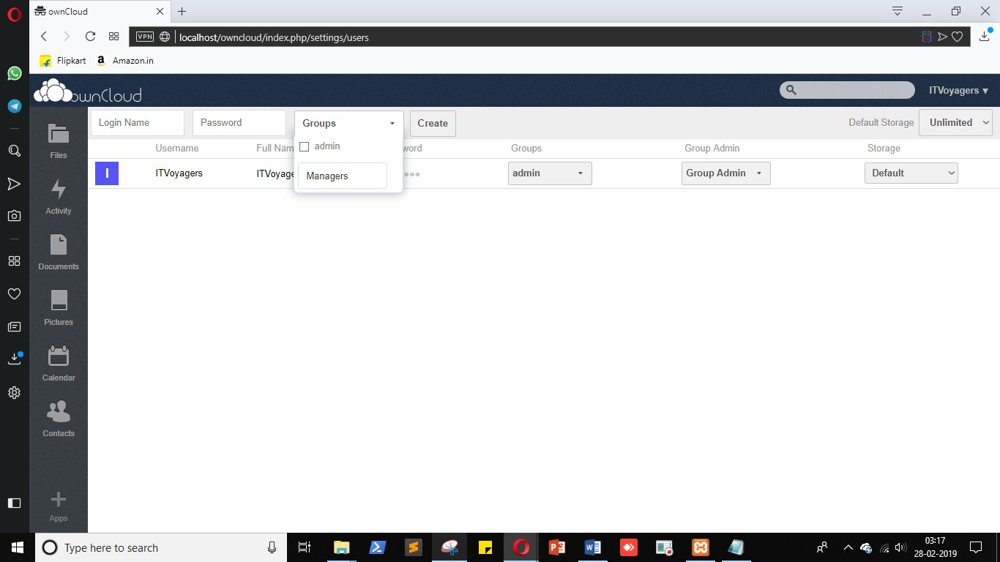 ownCloud
VPN
localhost/owncloud/index.php/settings/users
Flipkart
a
Amazon.in
ownCloud
ITVoyagers
Login Name
Password
Groups
Create
Default Storage
Unlimited
admin
Managers
Username
Full Nam
word
Groups
Group Admin
Storage
I
ITVoyagers
ITVoyage
admin
Group Admin
Default
Files
Activity
Documents
Pictures
Calendar
Contacts
Apps
Type here to search
03:17
28-02-2019